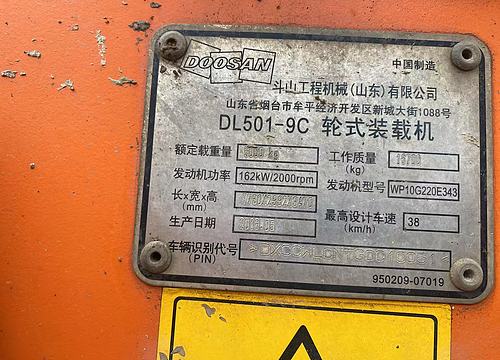 DOOSAN
中国制造
斗山工程机械(山东)有限公司
山东省烟台市牟平经济开发区新城大街1088号
DL501-9C 轮式装载机
额定载重量 5000 kg 工作质量 (kg)
发动机功率 162kW/2000rpm 发动机型号 WP10G220E343
长x宽x高 (mm)
生产日期 最高设计车速 (km/h) 38
车辆识别代号 (PIN)
950209-07019